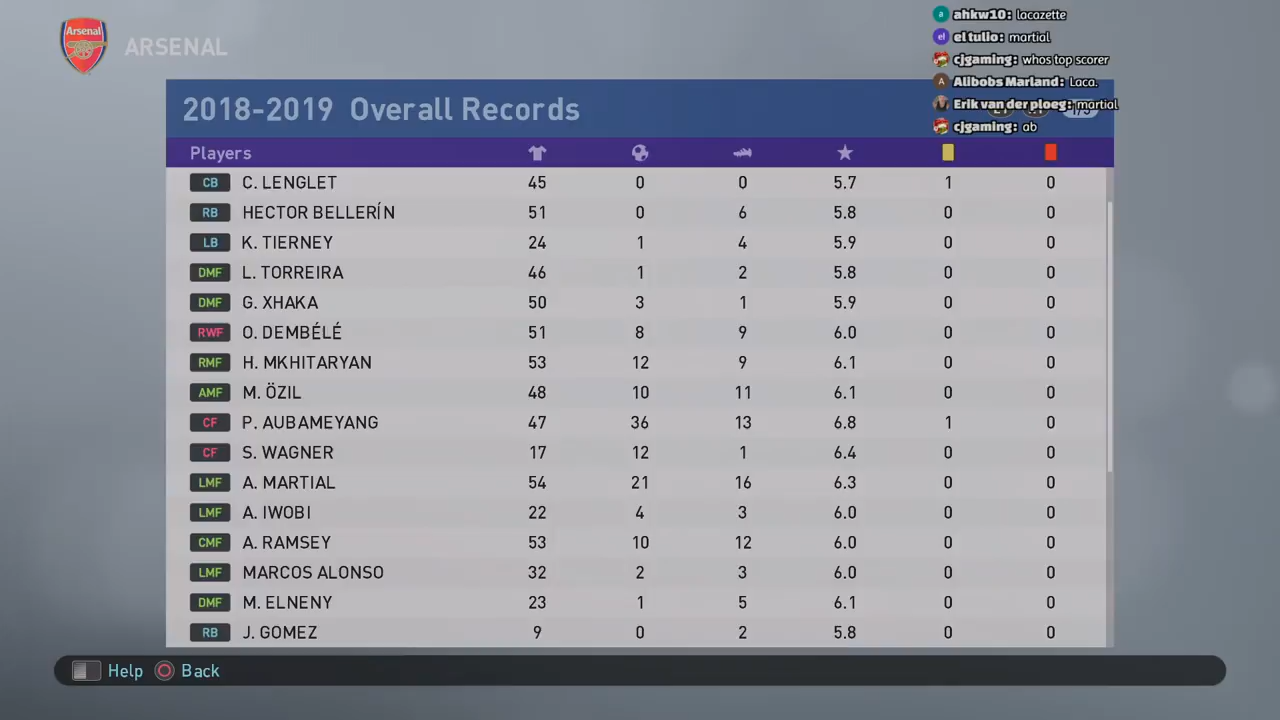 Arsenal
ARSENAL
ahkw10: lacazette
el tulio: martial
cjgaming: whos top scorer
Alibobs Marland: Laca.
Erik van der ploeg: martial
cjgaming: ab
2018-2019 Overall Records
Players
CB C. LENGLET 45 0 0 5.7 1 0
RB HECTOR BELLERÍN 51 0 6 5.8 0 0
LB K. TIERNEY 24 1 4 5.9 0 0
DMF L. TORREIRA 46 1 2 5.8 0 0
DMF G. XHAKA 50 3 1 5.9 0 0
RWF O. DEMBÉLÉ 51 8 9 6.0 0 0
RMF H. MKHITARYAN 53 12 9 6.1 0 0
AMF M. ÖZIL 48 10 11 6.1 0 0
CF P. AUBAMEYANG 47 36 13 6.8 1 0
CF S. WAGNER 17 12 1 6.4 0 0
LMF A. MARTIAL 54 21 16 6.3 0 0
LMF A. IWOBI 22 4 3 6.0 0 0
CMF A. RAMSEY 53 10 12 6.0 0 0
LMF MARCOS ALONSO 32 2 3 6.0 0 0
DMF M. ELNENY 23 1 5 6.1 0 0
RB J. GOMEZ 9 0 2 5.8 0 0
Help Back